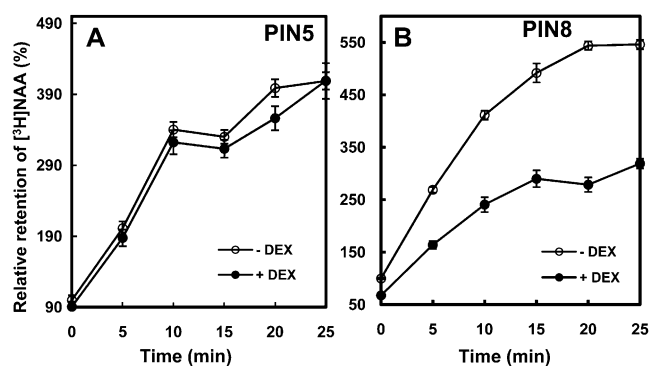 A
PIN5
Relative retention of [³H]NAA (%)
490
390
290
190
90
- DEX
+ DEX
0 5 10 15 20 25
Time (min)
B
PIN8
550
450
350
250
150
50
- DEX
+ DEX
0 5 10 15 20 25
Time (min)